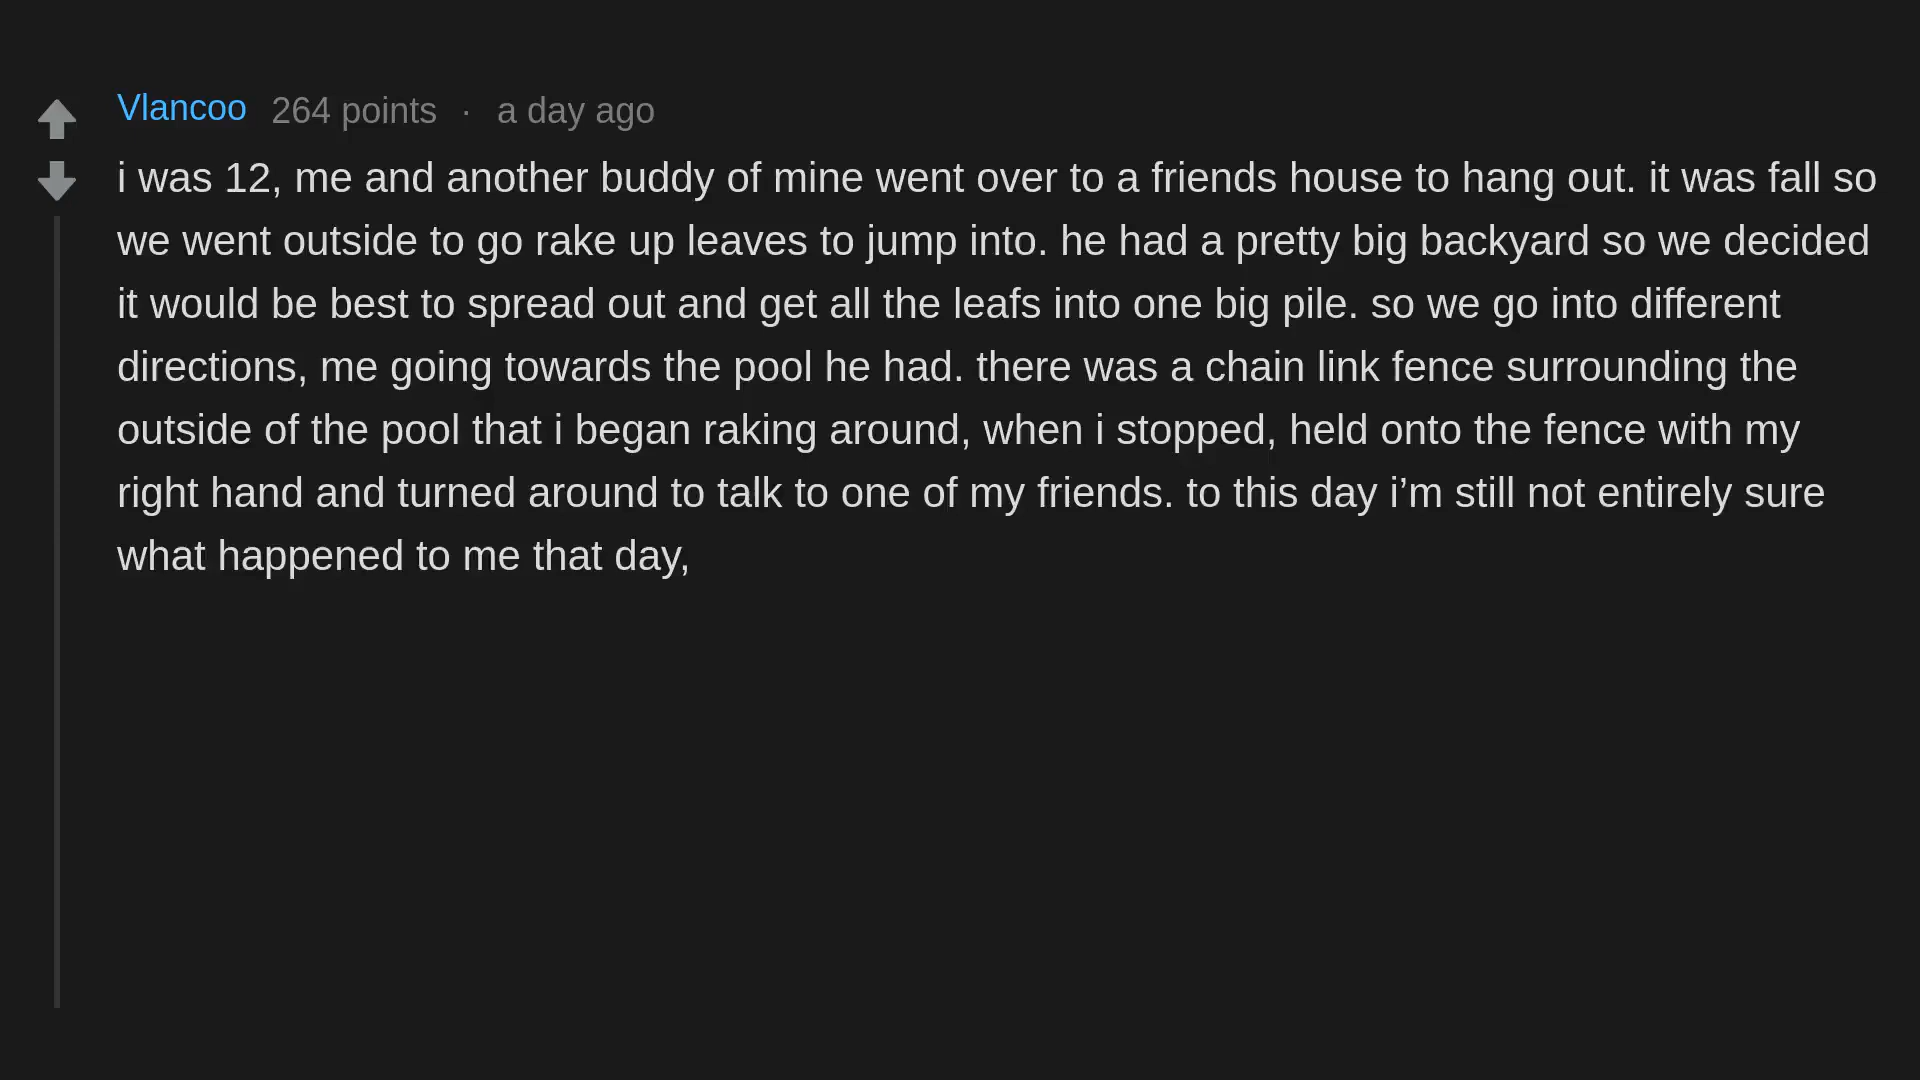 Vlancoo 264 points · a day ago
i was 12, me and another buddy of mine went over to a friends house to hang out. it was fall so
we went outside to go rake up leaves to jump into. he had a pretty big backyard so we decided
it would be best to spread out and get all the leafs into one big pile. so we go into different
directions, me going towards the pool he had. there was a chain link fence surrounding the
outside of the pool that i began raking around, when i stopped, held onto the fence with my
right hand and turned around to talk to one of my friends. to this day i’m still not entirely sure
what happened to me that day,